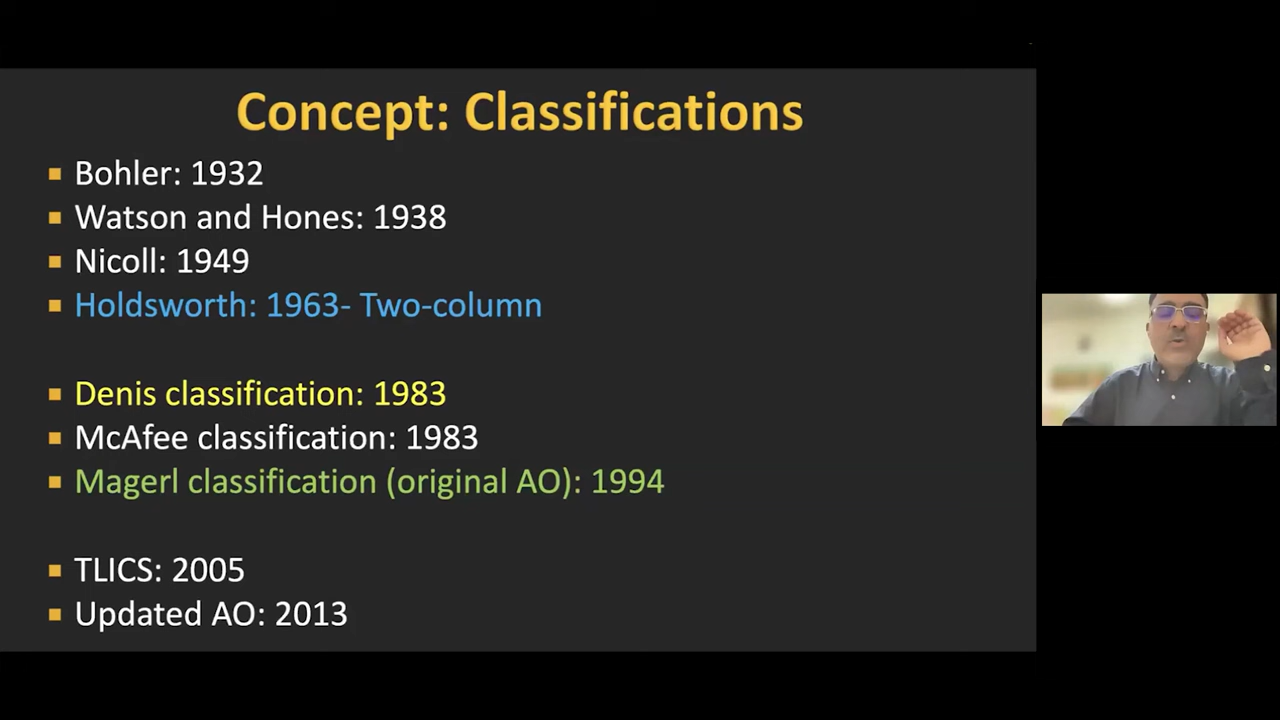 Concept: Classifications
▪ Bohler: 1932
▪ Watson and Hones: 1938
▪ Nicoll: 1949
▪ Holdsworth: 1963- Two-column
▪ Denis classification: 1983
▪ McAfee classification: 1983
▪ Magerl classification (original AO): 1994
▪ TLICS: 2005
▪ Updated AO: 2013